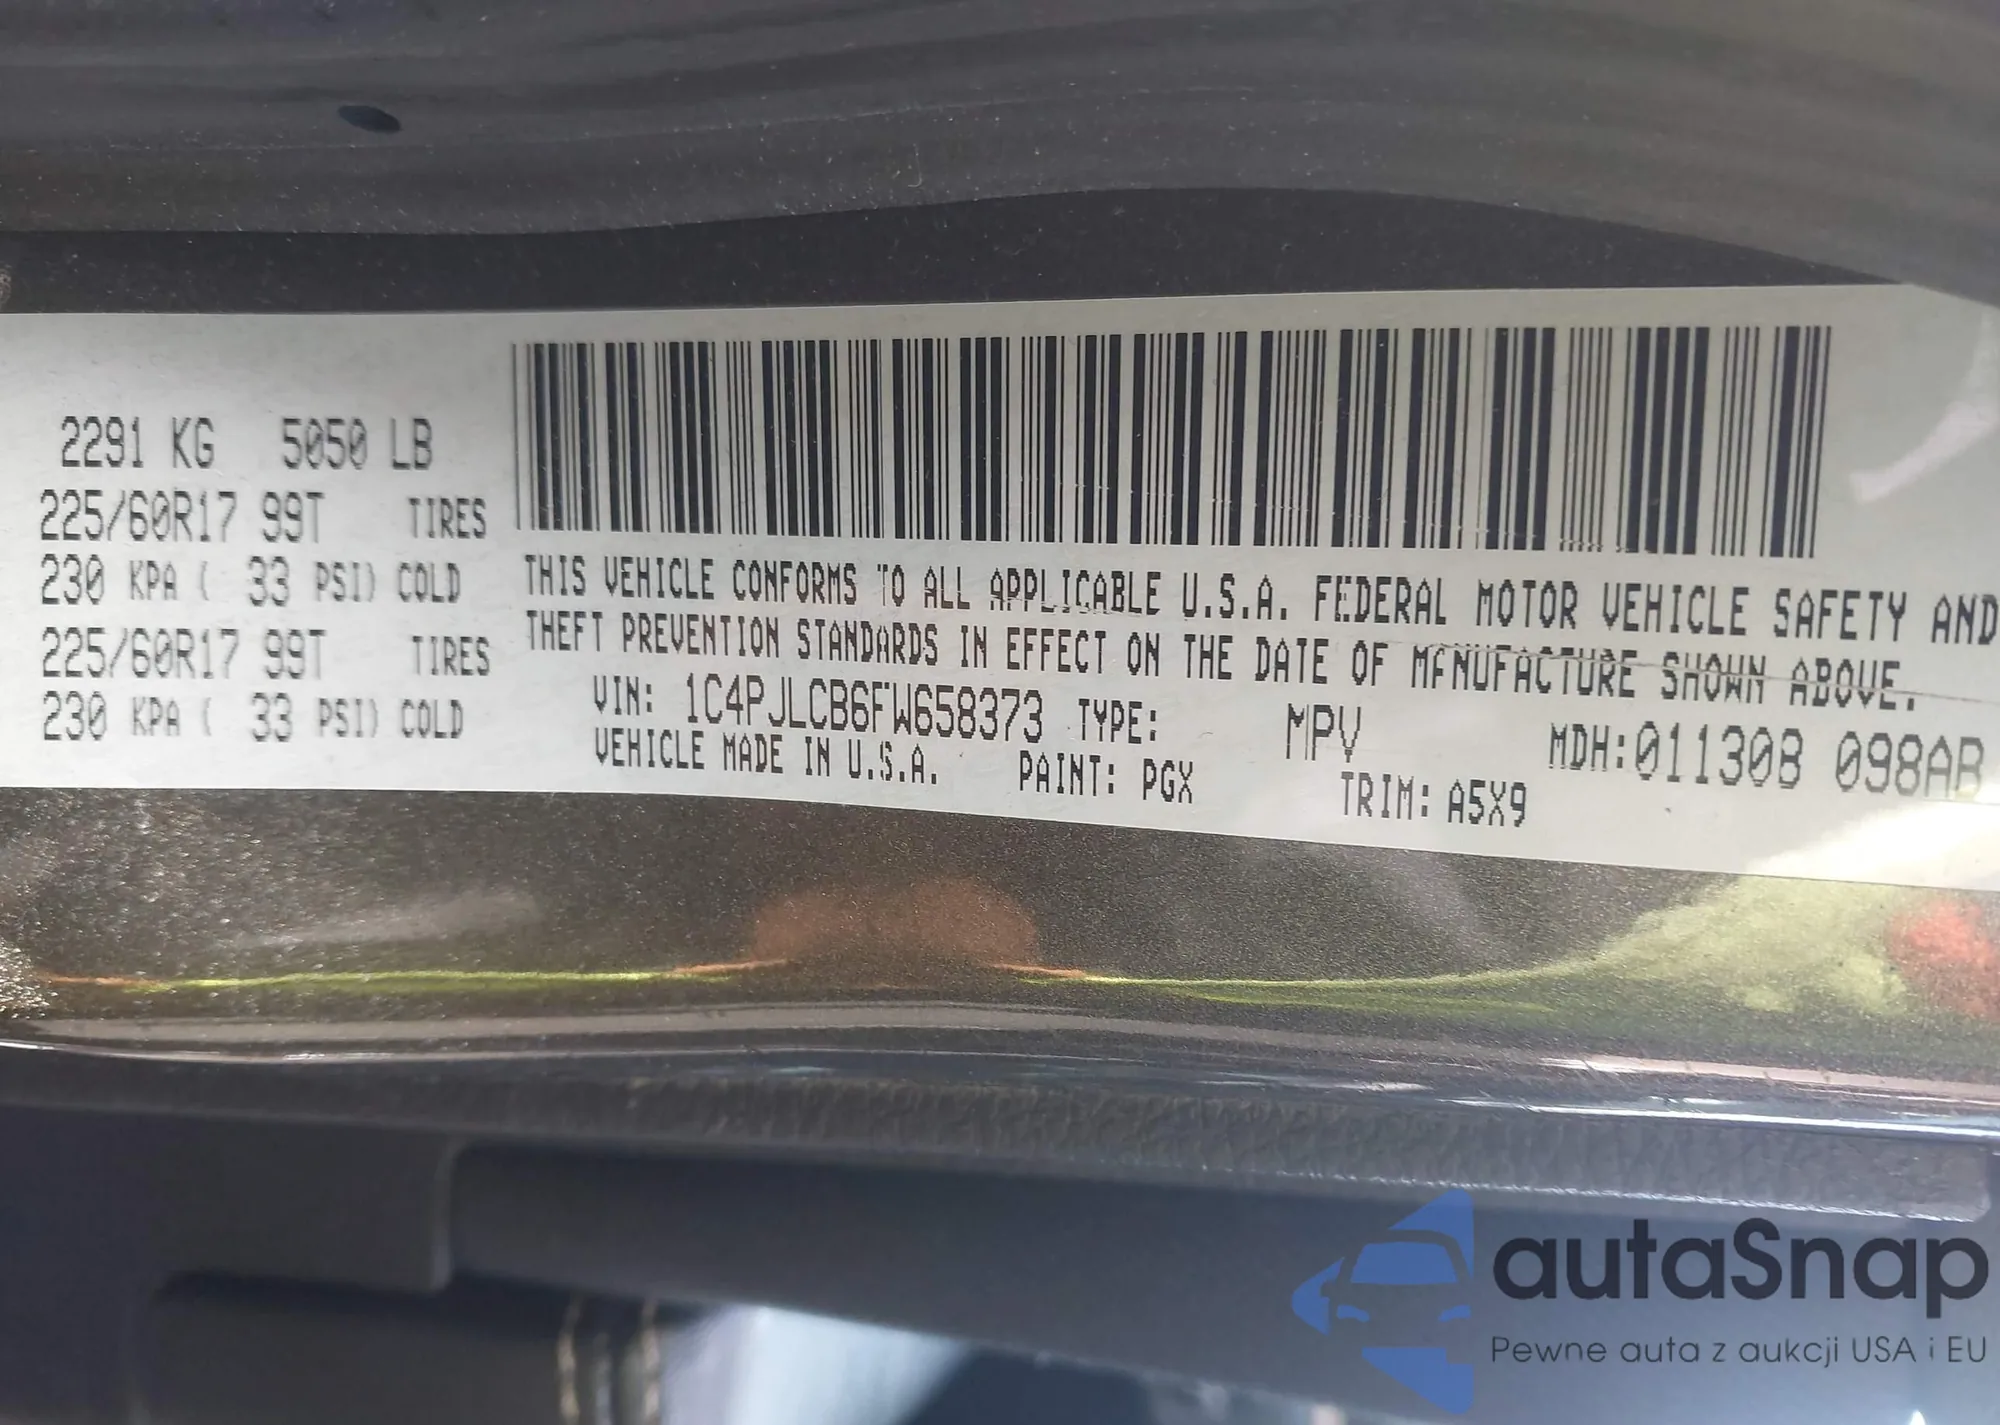 2291 KG 5050 LB
225/60R17 99T TIRES
230 KPA ( 33 PSI) COLD
225/60R17 99T TIRES
230 KPA ( 33 PSI) COLD
THIS VEHICLE CONFORMS TO ALL APPLICABLE U.S.A. FEDERAL MOTOR VEHICLE SAFETY AND
THEFT PREVENTION STANDARDS IN EFFECT ON THE DATE OF MANUFACTURE SHOWN ABOVE.
VIN: 1C4PJLCB6FW658373 TYPE: MPV MDH:011308 098AB
VEHICLE MADE IN U.S.A. PAINT: PGX TRIM: A5X9
autaSnap
Pewne auta z aukcji USA i EU